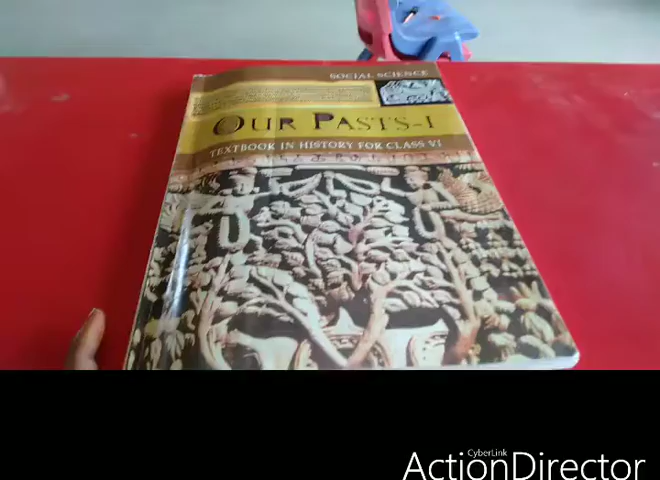 SOCIAL SCIENCE
OUR PASTS-I
TEXTBOOK IN HISTORY FOR CLASS VI
CyberLink
ActionDirector